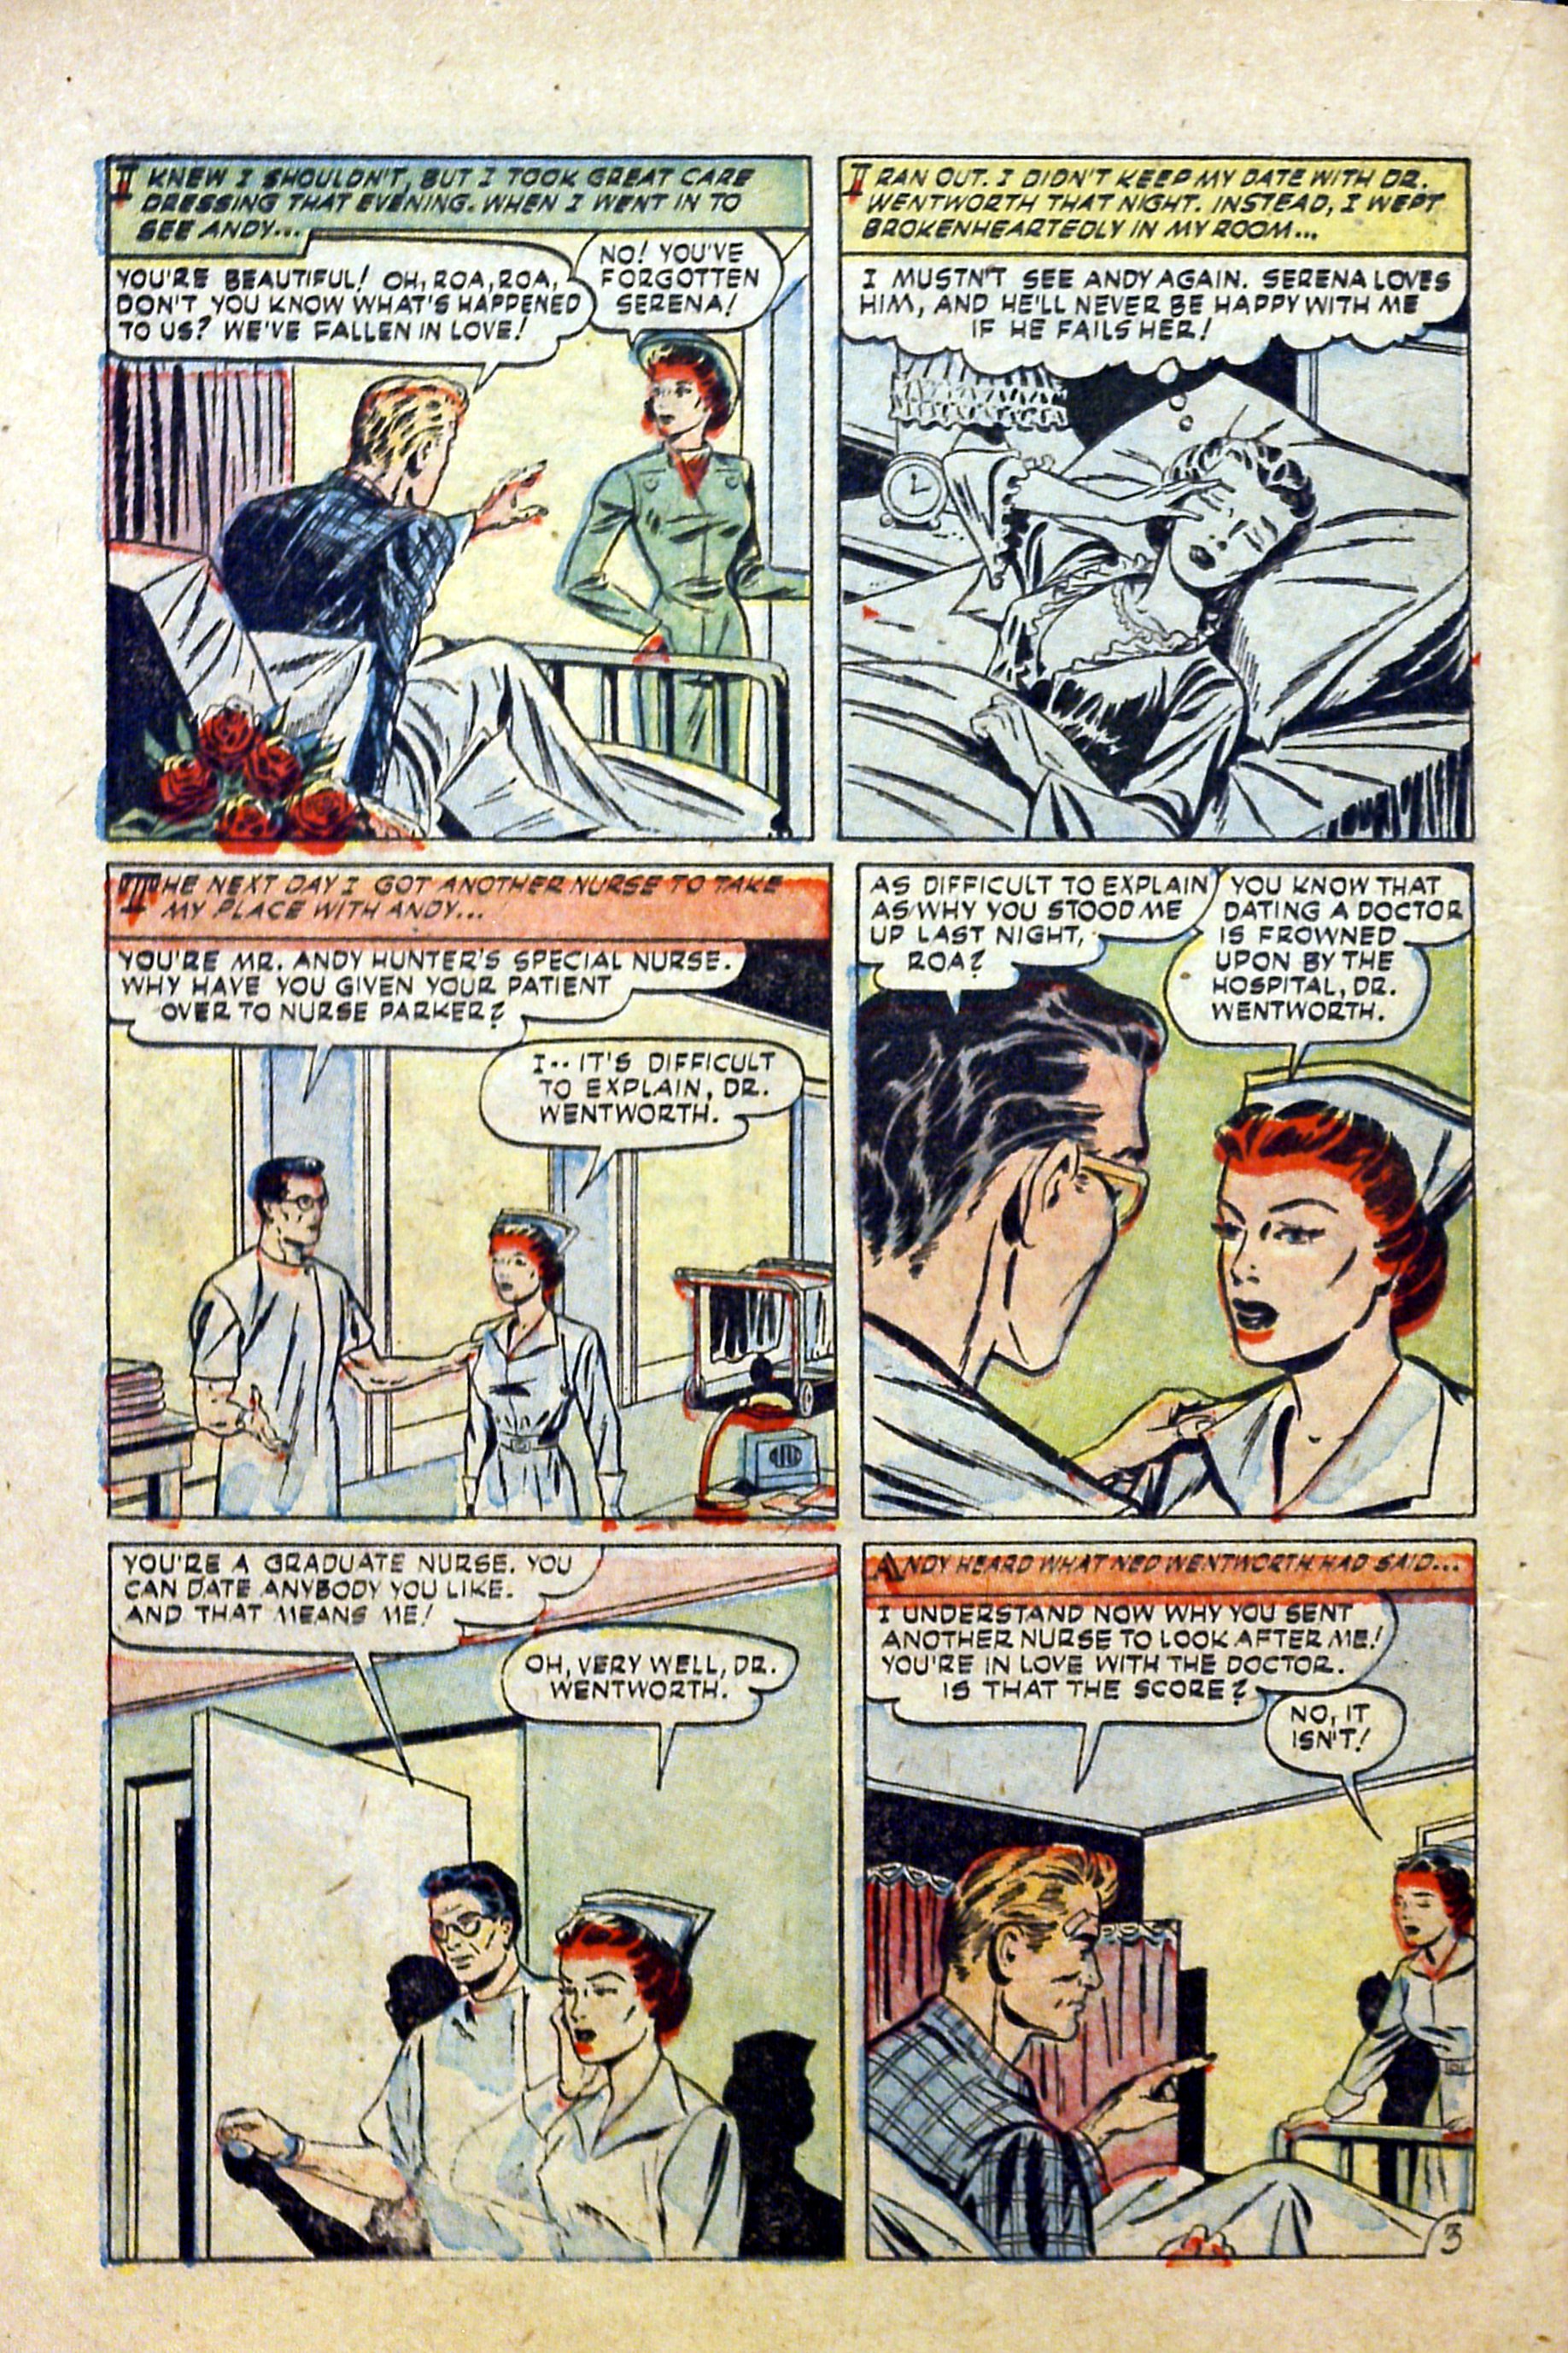 I KNEW I SHOULDN'T, BUT I TOOK GREAT CARE
DRESSING THAT EVENING. WHEN I WENT IN TO
SEE ANDY...
YOU'RE BEAUTIFUL! OH, ROA, ROA,
DON'T YOU KNOW WHAT'S HAPPENED
TO US? WE'VE FALLEN IN LOVE!
NO! YOU'VE
FORGOTTEN
SERENA!
I RAN OUT. I DIDN'T KEEP MY DATE WITH DR.
WENTWORTH THAT NIGHT. INSTEAD, I WEPT
BROKENHEARTEDLY IN MY ROOM...
I MUSTN'T SEE ANDY AGAIN. SERENA LOVES
HIM, AND HE'LL NEVER BE HAPPY WITH ME
IF HE FAILS HER!
THE NEXT DAY I GOT ANOTHER NURSE TO TAKE
MY PLACE WITH ANDY...
YOU'RE MR. ANDY HUNTER'S SPECIAL NURSE.
WHY HAVE YOU GIVEN YOUR PATIENT
OVER TO NURSE PARKER?
I-- IT'S DIFFICULT
TO EXPLAIN, DR.
WENTWORTH.
AS DIFFICULT TO EXPLAIN
AS WHY YOU STOOD ME
UP LAST NIGHT,
ROA?
YOU KNOW THAT
DATING A DOCTOR
IS FROWNED
UPON BY THE
HOSPITAL, DR.
WENTWORTH.
YOU'RE A GRADUATE NURSE. YOU
CAN DATE ANYBODY YOU LIKE.
AND THAT MEANS ME!
OH, VERY WELL, DR.
WENTWORTH.
ANDY HEARD WHAT NED WENTWORTH HAD SAID...
I UNDERSTAND NOW WHY YOU SENT
ANOTHER NURSE TO LOOK AFTER ME!
YOU'RE IN LOVE WITH THE DOCTOR.
IS THAT THE SCORE?
NO, IT
ISN'T!
3